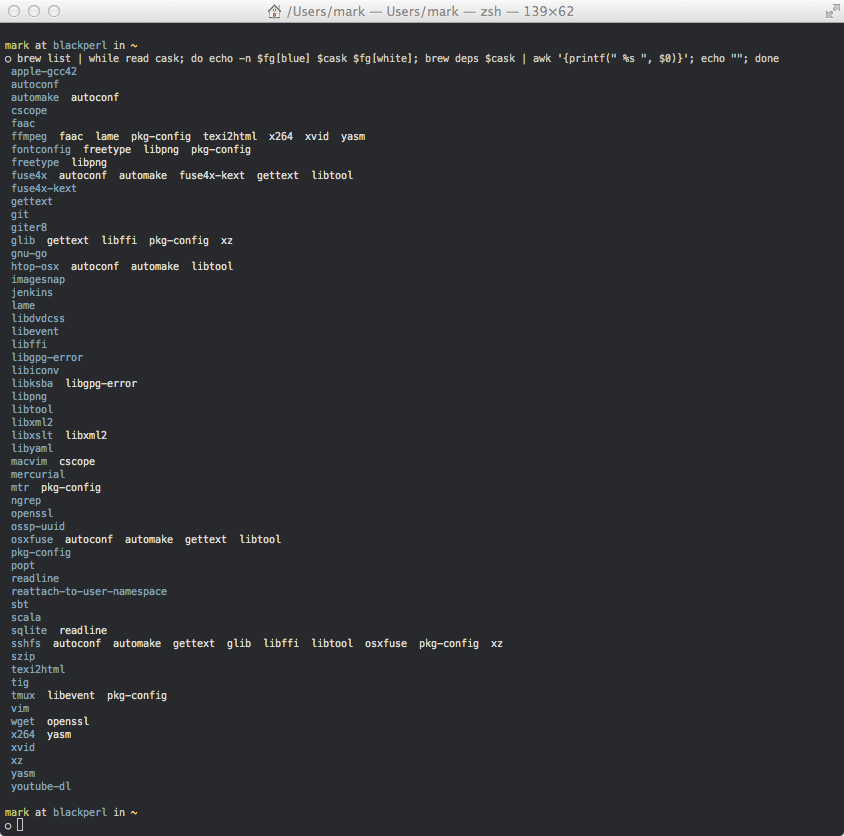 /Users/mark — Users/mark — zsh — 139×62
mark at blackperl in ~
○ brew list | while read cask; do echo -n $fg[blue] $cask $fg[white]; brew deps $cask | awk '{printf(" %s ", $0)}'; echo ""; done
apple-gcc42
autoconf
automake autoconf
cscope
faac
ffmpeg faac lame pkg-config texi2html x264 xvid yasm
fontconfig freetype libpng pkg-config
freetype libpng
fuse4x autoconf automake fuse4x-kext gettext libtool
fuse4x-kext
gettext
git
giter8
glib gettext libffi pkg-config xz
gnu-go
htop-osx autoconf automake libtool
imagesnap
jenkins
lame
libdvdcss
libevent
libffi
libgpg-error
libiconv
libksba libgpg-error
libpng
libtool
libxml2
libxslt libxml2
libyaml
macvim cscope
mercurial
mtr pkg-config
ngrep
openssl
ossp-uuid
osxfuse autoconf automake gettext libtool
pkg-config
popt
readline
reattach-to-user-namespace
sbt
scala
sqlite readline
sshfs autoconf automake gettext glib libffi libtool osxfuse pkg-config xz
szip
texi2html
tig
tmux libevent pkg-config
vim
wget openssl
x264 yasm
xvid
xz
yasm
youtube-dl
mark at blackperl in ~
○